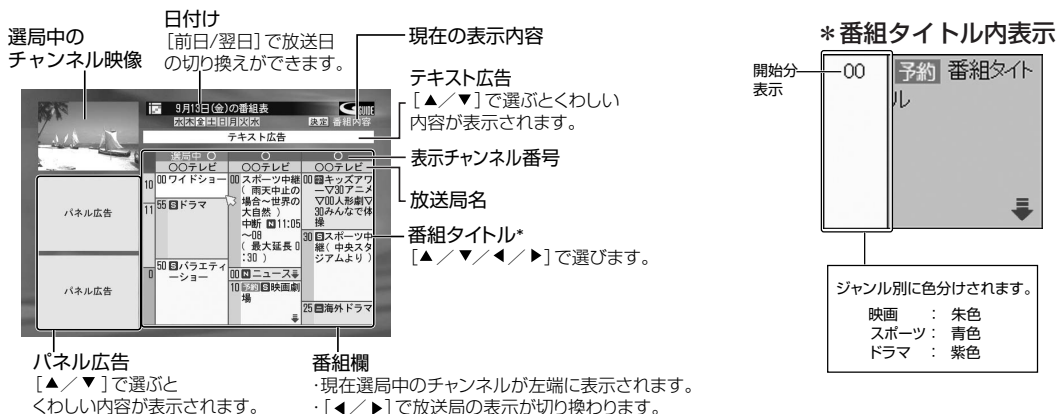 選局中の
チャンネル映像
日付け
[前日/翌日]で放送日
の切り換えができます。
現在の表示内容
テキスト広告
[▲/▼]で選ぶとくわしい
内容が表示されます。
表示チャンネル番号
放送局名
番組タイトル*
[▲/▼/◀/▶]で選びます。
9月13日(金)の番組表
G GUIDE
水木金土日月火水
決定 番組内容
テキスト広告
選局中 ○
○
○
○○テレビ
○○テレビ
○○テレビ
パネル広告
パネル広告
10
11
0
00 ワイドショー
55 Sドラマ
50 Sバラエティ
ーショー
00 スポーツ中継
( 雨天中止の
場合〜世界の
大自然 )
中断 N11:05
〜08
( 最大延長 0
:30 )
00 Nニュース
10 予約 S映画劇
場
キッズアワ
ー▽30アニメ
▽00人形劇▽
30みんなで体
操
30 Sスポーツ中
継( 中央スタ
ジアムより )
海外ドラマ
パネル広告
[▲/▼]で選ぶと
くわしい内容が表示されます。
番組欄
・現在選局中のチャンネルが左端に表示されます。
・[◀/▶]で放送局の表示が切り換わります。
*番組タイトル内表示
開始分
表示
00
予約 番組タイト
ル
ジャンル別に色分けされます。
映画 : 朱色
スポーツ : 青色
ドラマ : 紫色